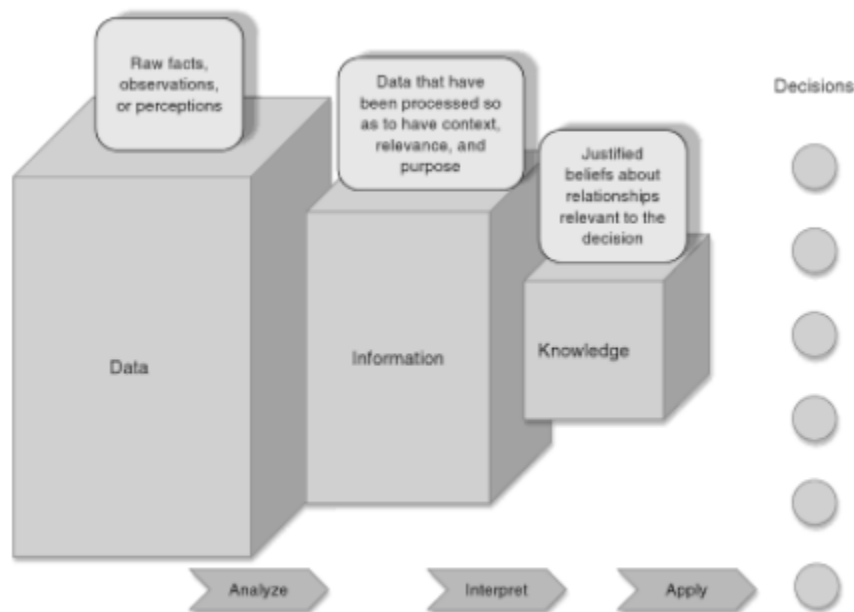 Raw facts,
observations,
or perceptions
Data that have
been processed so
as to have context,
relevance, and
purpose
Justified
beliefs about
relationships
relevant to the
decision
Decisions
Data
Information
Knowledge
Analyze
Interpret
Apply